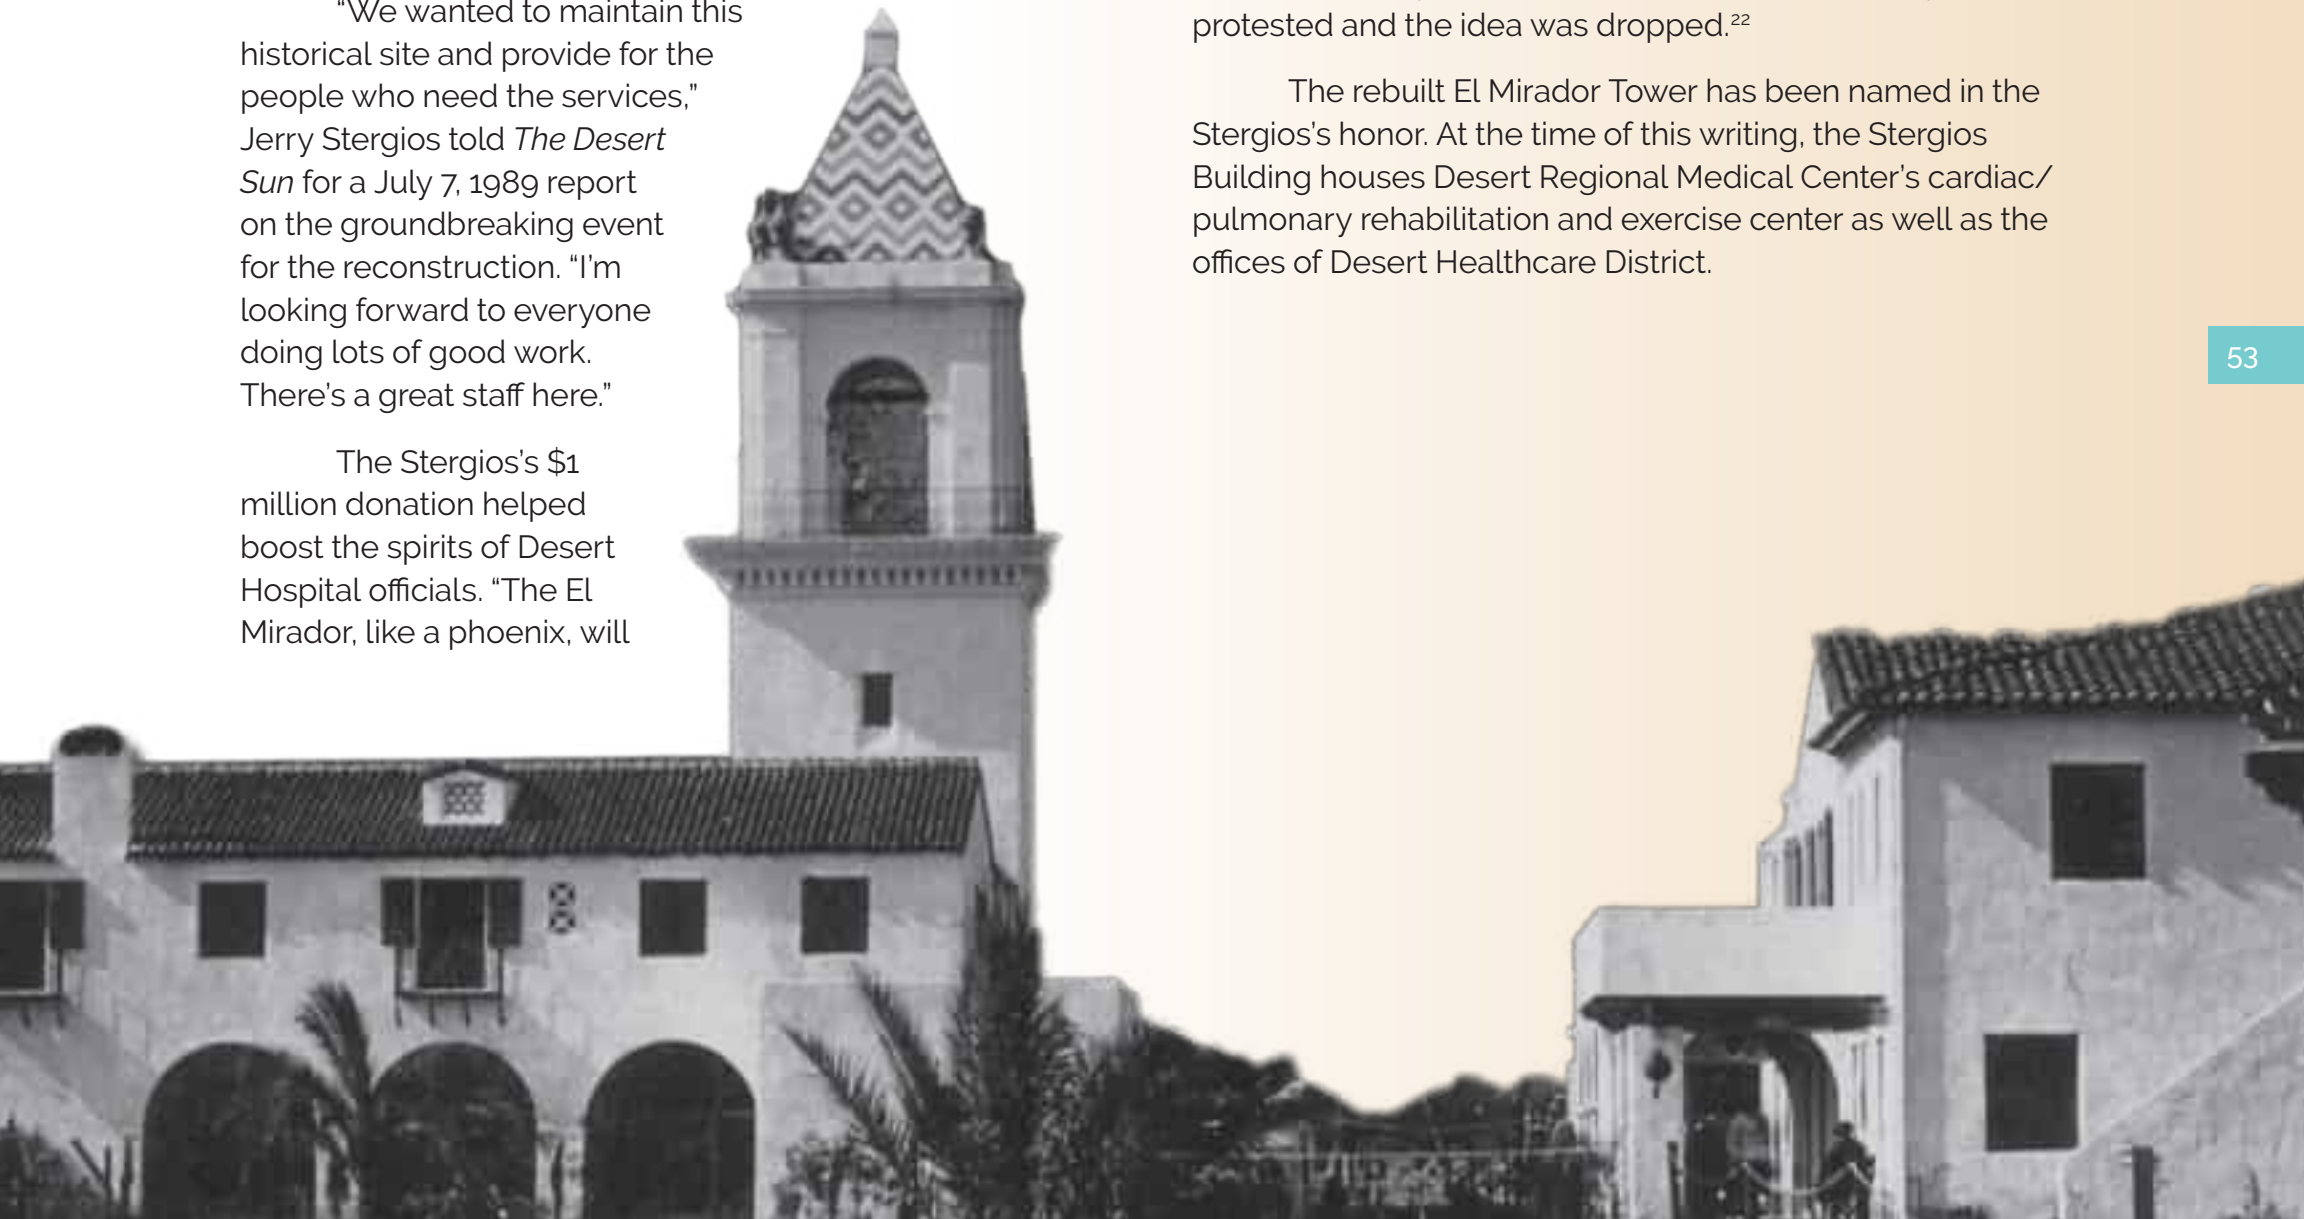 “We wanted to maintain this
historical site and provide for the
people who need the services,”
Jerry Stergios told The Desert
Sun for a July 7, 1989 report
on the groundbreaking event
for the reconstruction. “I’m
looking forward to everyone
doing lots of good work.
There’s a great staff here.”
The Stergios’s $1
million donation helped
boost the spirits of Desert
Hospital officials. “The El
Mirador, like a phoenix, will
protested and the idea was dropped.22
The rebuilt El Mirador Tower has been named in the
Stergios’s honor. At the time of this writing, the Stergios
Building houses Desert Regional Medical Center’s cardiac/
pulmonary rehabilitation and exercise center as well as the
offices of Desert Healthcare District.
53